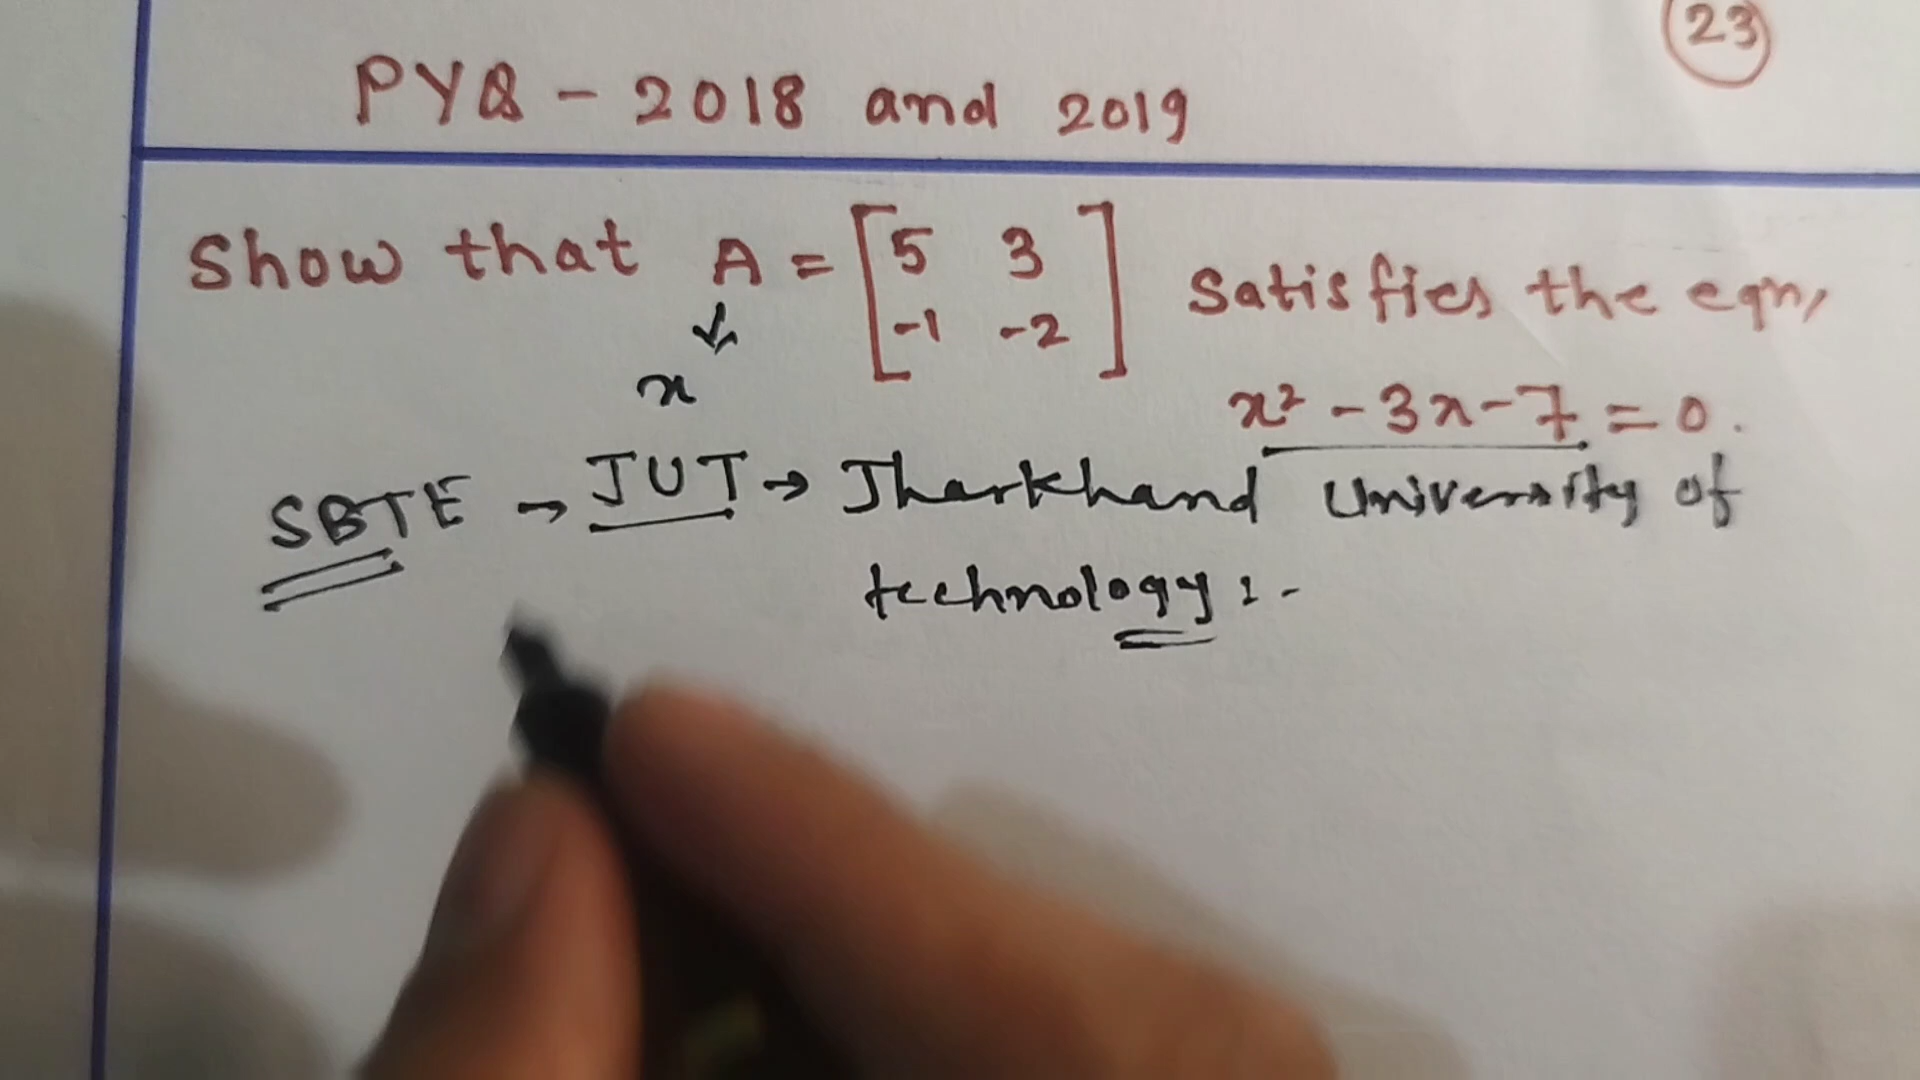 23
PYQ - 2018 and 2019
Show that A = [5 3 -1 -2] Satisfies the eqn,
x
x² - 3x - 7 = 0.
SBTE → JUT → Jharkhand University of
technology :-